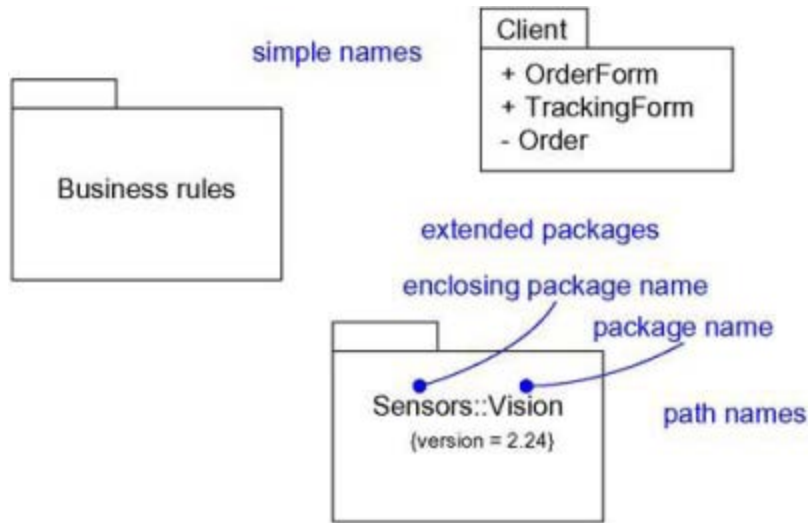 Client
simple names
+ OrderForm
+ TrackingForm
- Order
Business rules
extended packages
enclosing package name
package name
Sensors::Vision
path names
{version = 2.24}